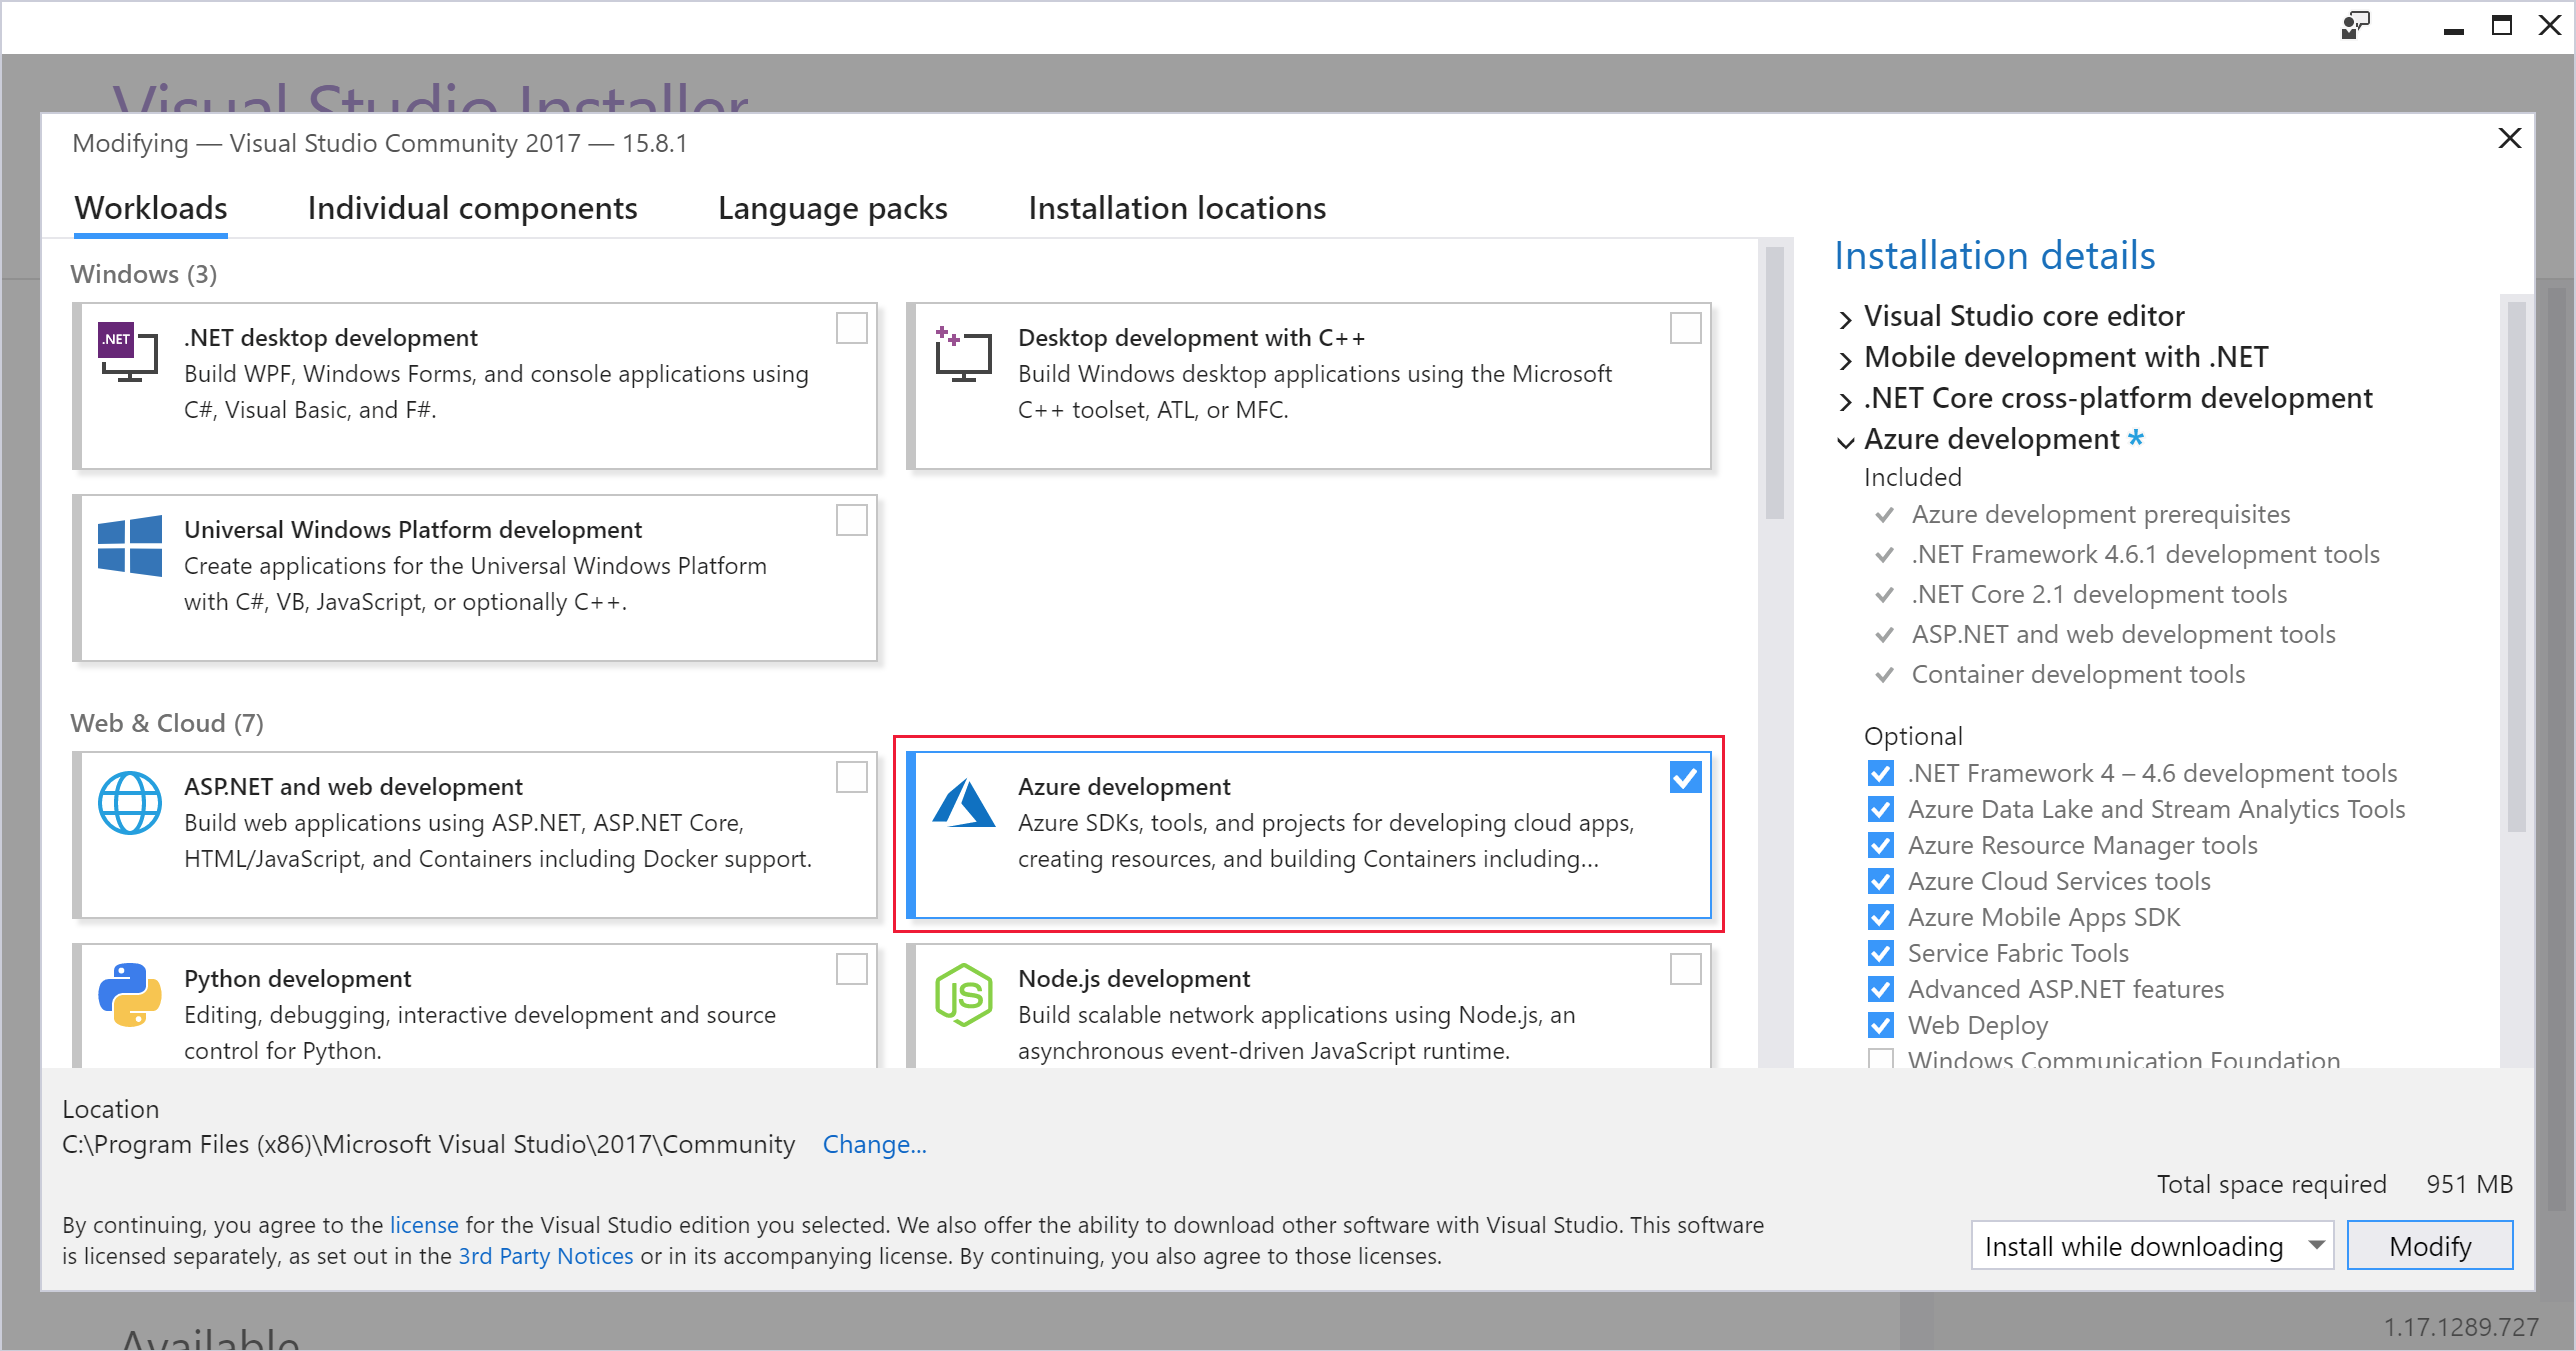 Visual Studio Installer
Modifying — Visual Studio Community 2017 — 15.8.1
Workloads
Individual components
Language packs
Installation locations
Windows (3)
.NET
.NET desktop development
Build WPF, Windows Forms, and console applications using
C#, Visual Basic, and F#.
Desktop development with C++
Build Windows desktop applications using the Microsoft
C++ toolset, ATL, or MFC.
Universal Windows Platform development
Create applications for the Universal Windows Platform
with C#, VB, JavaScript, or optionally C++.
Web & Cloud (7)
ASP.NET and web development
Build web applications using ASP.NET, ASP.NET Core,
HTML/JavaScript, and Containers including Docker support.
Azure development
Azure SDKs, tools, and projects for developing cloud apps,
creating resources, and building Containers including...
Python development
Editing, debugging, interactive development and source
control for Python.
JS
Node.js development
Build scalable network applications using Node.js, an
asynchronous event-driven JavaScript runtime.
Installation details
Visual Studio core editor
Mobile development with .NET
.NET Core cross-platform development
Azure development *
Included
Azure development prerequisites
.NET Framework 4.6.1 development tools
.NET Core 2.1 development tools
ASP.NET and web development tools
Container development tools
Optional
.NET Framework 4 – 4.6 development tools
Azure Data Lake and Stream Analytics Tools
Azure Resource Manager tools
Azure Cloud Services tools
Azure Mobile Apps SDK
Service Fabric Tools
Advanced ASP.NET features
Web Deploy
Windows Communication Foundation
Location
C:\Program Files (x86)\Microsoft Visual Studio\2017\Community Change...
Total space required 951 MB
By continuing, you agree to the license for the Visual Studio edition you selected. We also offer the ability to download other software with Visual Studio. This software
is licensed separately, as set out in the 3rd Party Notices or in its accompanying license. By continuing, you also agree to those licenses.
Install while downloading
Modify
Available
1.17.1289.727